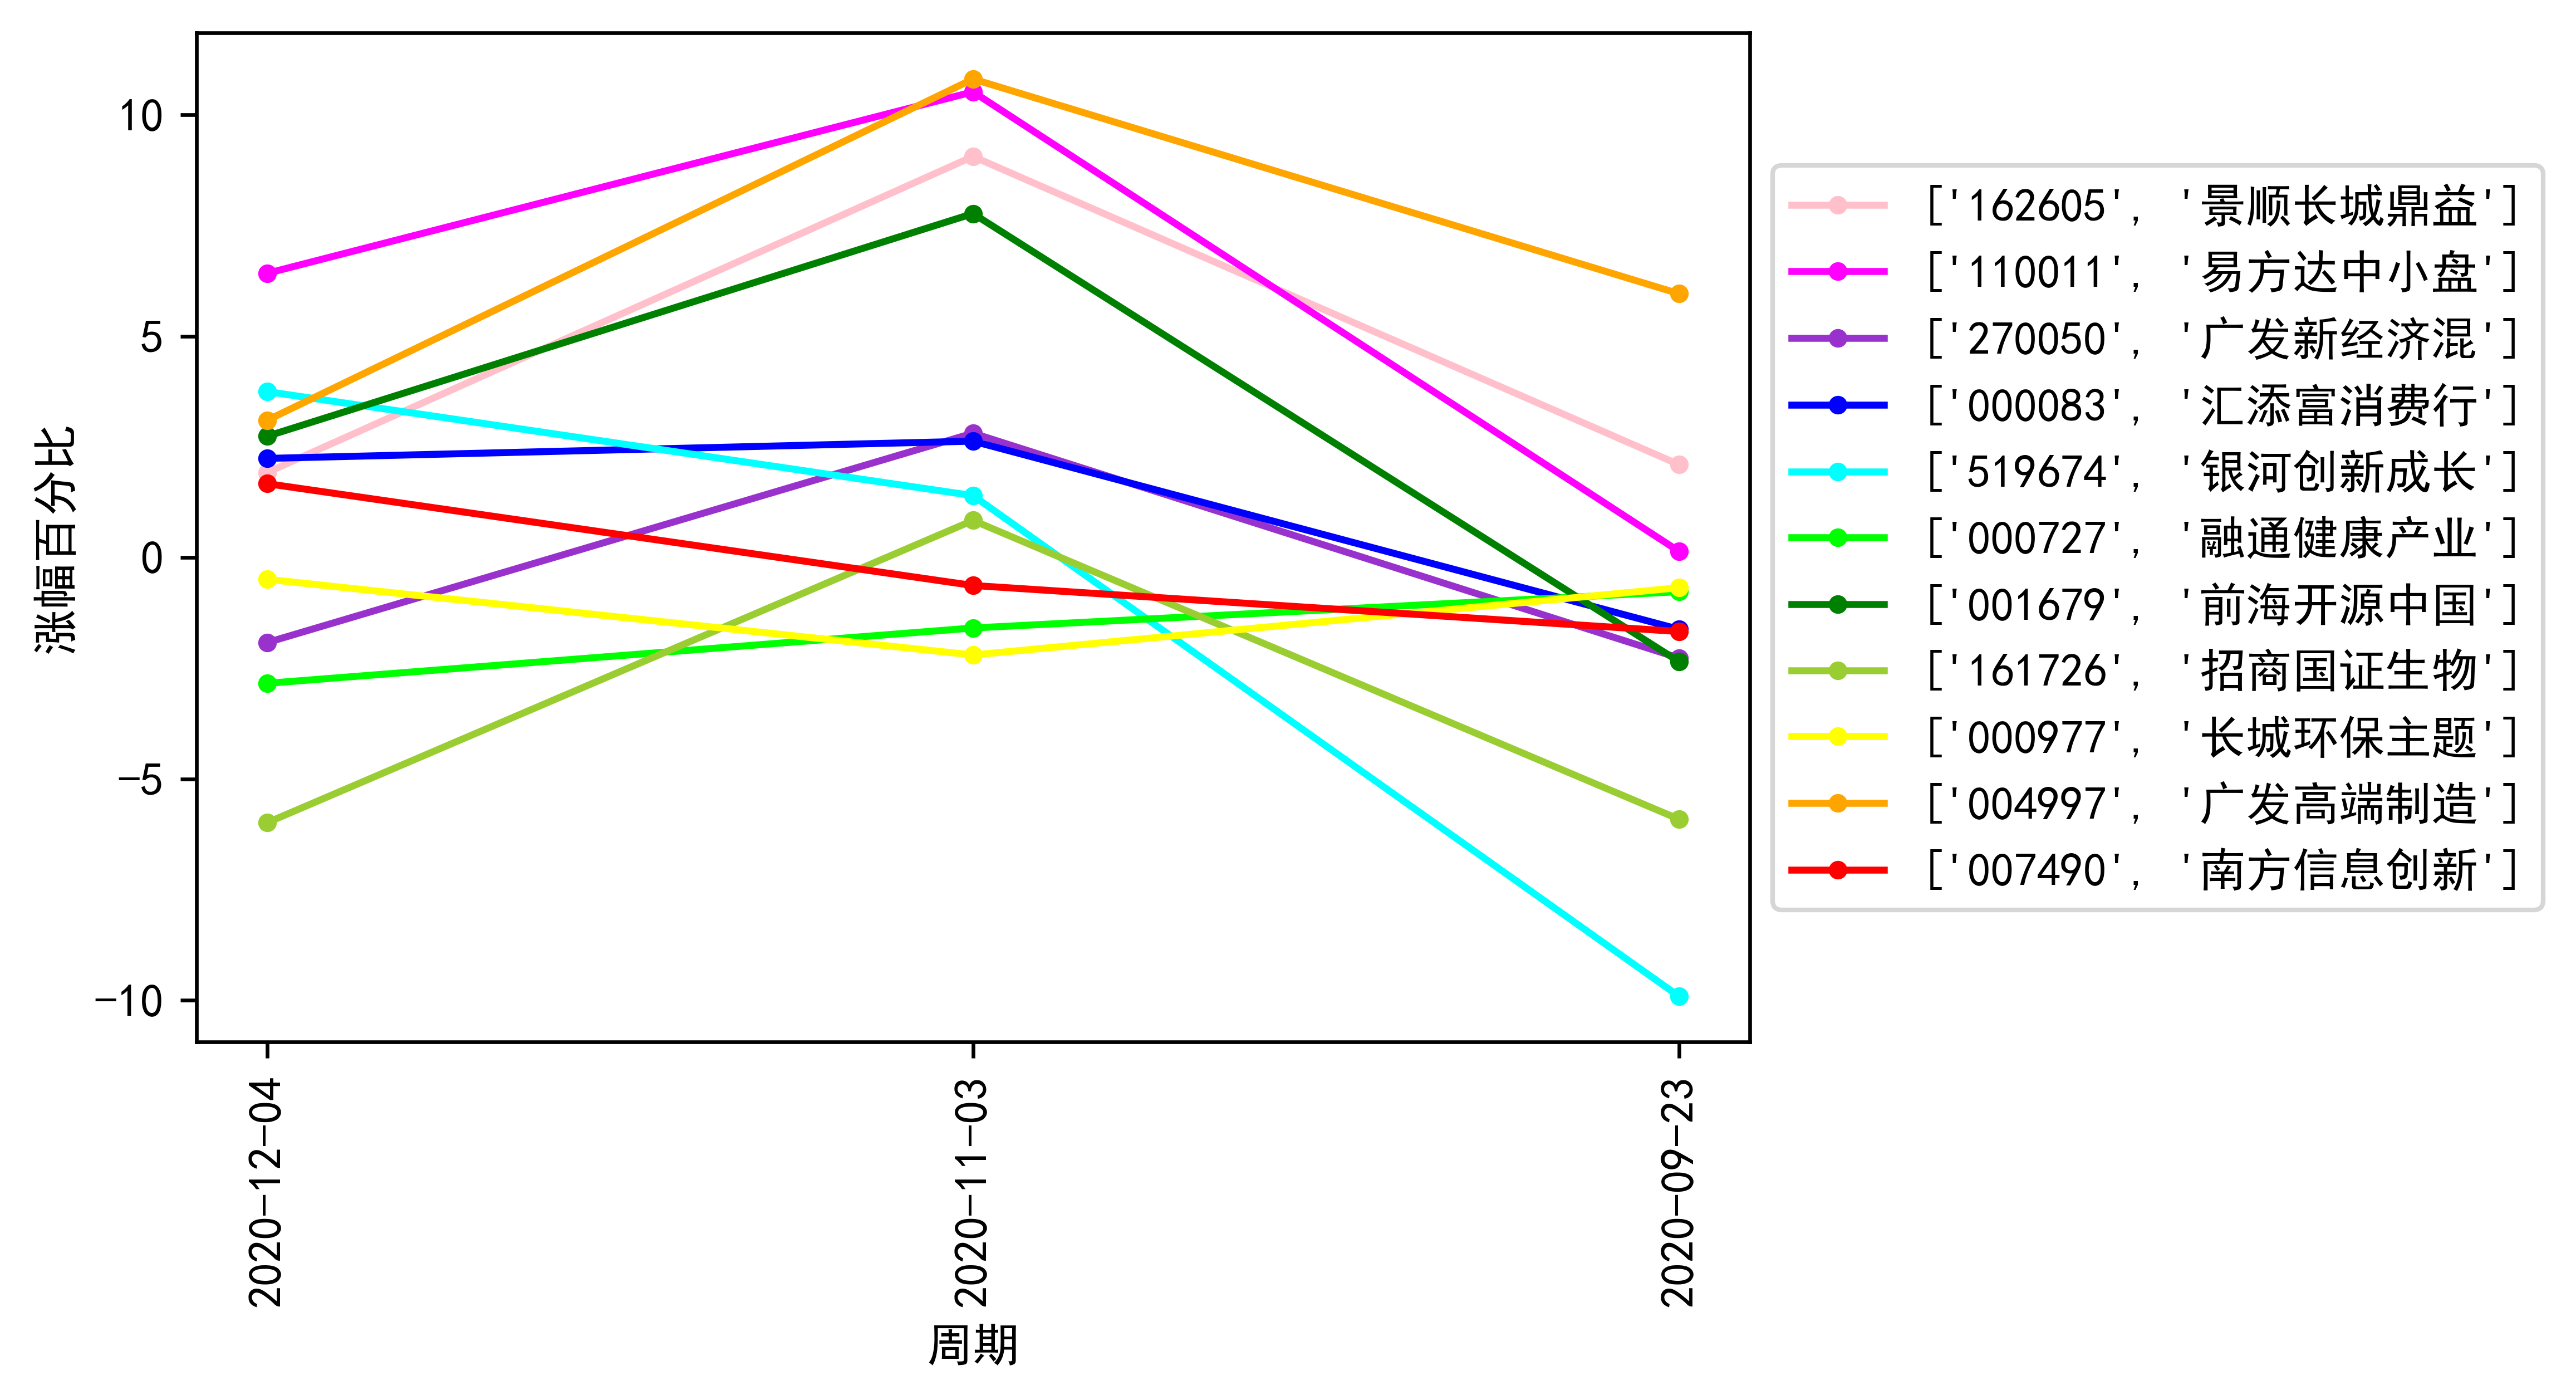 涨幅百分比
10
5
0
−5
−10
2020-12-04
2020-11-03
2020-09-23
周期
['162605', '景顺长城鼎益']
['110011', '易方达中小盘']
['270050', '广发新经济混']
['000083', '汇添富消费行']
['519674', '银河创新成长']
['000727', '融通健康产业']
['001679', '前海开源中国']
['161726', '招商国证生物']
['000977', '长城环保主题']
['004997', '广发高端制造']
['007490', '南方信息创新']